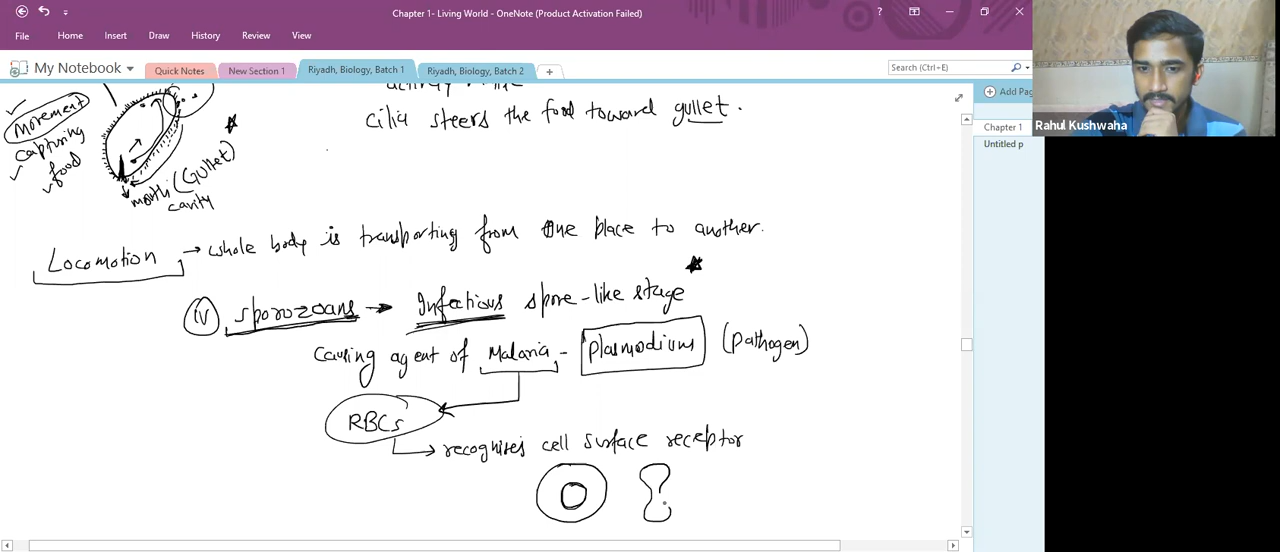 Chapter 1- Living World - OneNote (Product Activation Failed)
?
File Home Insert Draw History Review View
My Notebook
Quick Notes
New Section 1
Riyadh, Biology, Batch 1
Riyadh, Biology, Batch 2
Search (Ctrl+E)
Add Pag
Chapter 1
Untitled p
Rahul Kushwaha
cilia steers the food toward gullet.
Movement
capturing
food
mouth (Gullet)
cavity
Locomotion → whole body is transporting from one place to another.
(iv) Sporozoans → Infectious spore-like stage
Causing agent of Malaria - Plasmodium (pathogen)
RBCs
recognises cell surface receptor